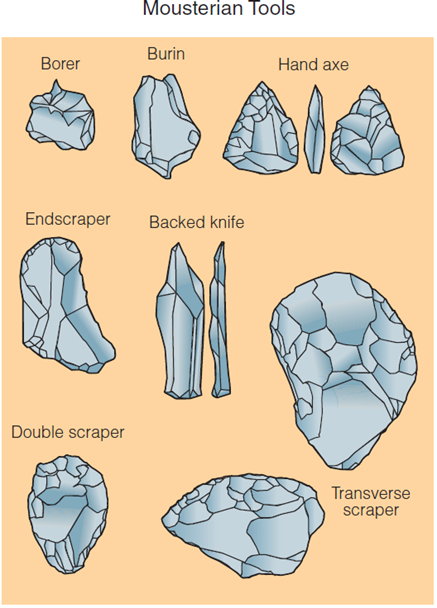 Mousterian Tools
Borer
Burin
Hand axe
Endscraper
Backed knife
Double scraper
Transverse
scraper